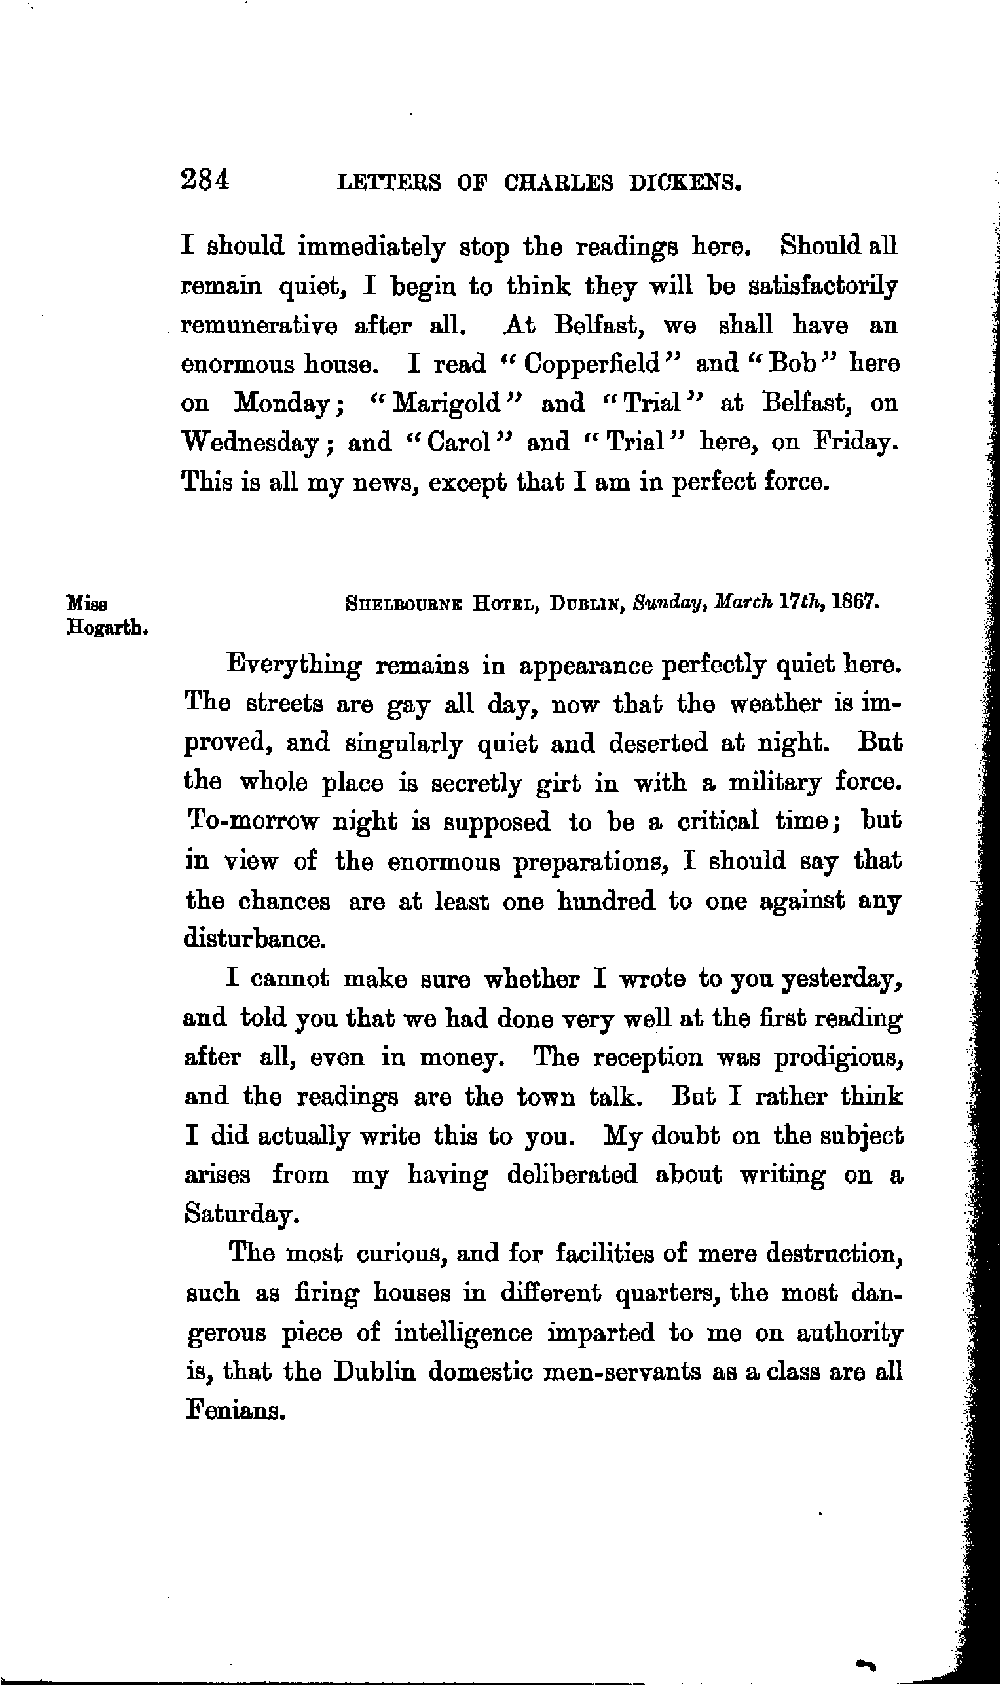 284 LETTERS OF CHARLES DICKENS.
I should immediately stop the readings here. Should all
remain quiet, I begin to think they will be satisfactorily
remunerative after all. At Belfast, we shall have an
enormous house. I read “Copperfield” and “Bob” here
on Monday; “Marigold” and “Trial” at Belfast, on
Wednesday; and “Carol” and “Trial” here, on Friday.
This is all my news, except that I am in perfect force.
Miss
Hogarth.
Shelbourne Hotel, Dublin, Sunday, March 17th, 1867.
Everything remains in appearance perfectly quiet here.
The streets are gay all day, now that the weather is im-
proved, and singularly quiet and deserted at night. But
the whole place is secretly girt in with a military force.
To-morrow night is supposed to be a critical time; but
in view of the enormous preparations, I should say that
the chances are at least one hundred to one against any
disturbance.
I cannot make sure whether I wrote to you yesterday,
and told you that we had done very well at the first reading
after all, even in money. The reception was prodigious,
and the readings are the town talk. But I rather think
I did actually write this to you. My doubt on the subject
arises from my having deliberated about writing on a
Saturday.
The most curious, and for facilities of mere destruction,
such as firing houses in different quarters, the most dan-
gerous piece of intelligence imparted to me on authority
is, that the Dublin domestic men-servants as a class are all
Fenians.